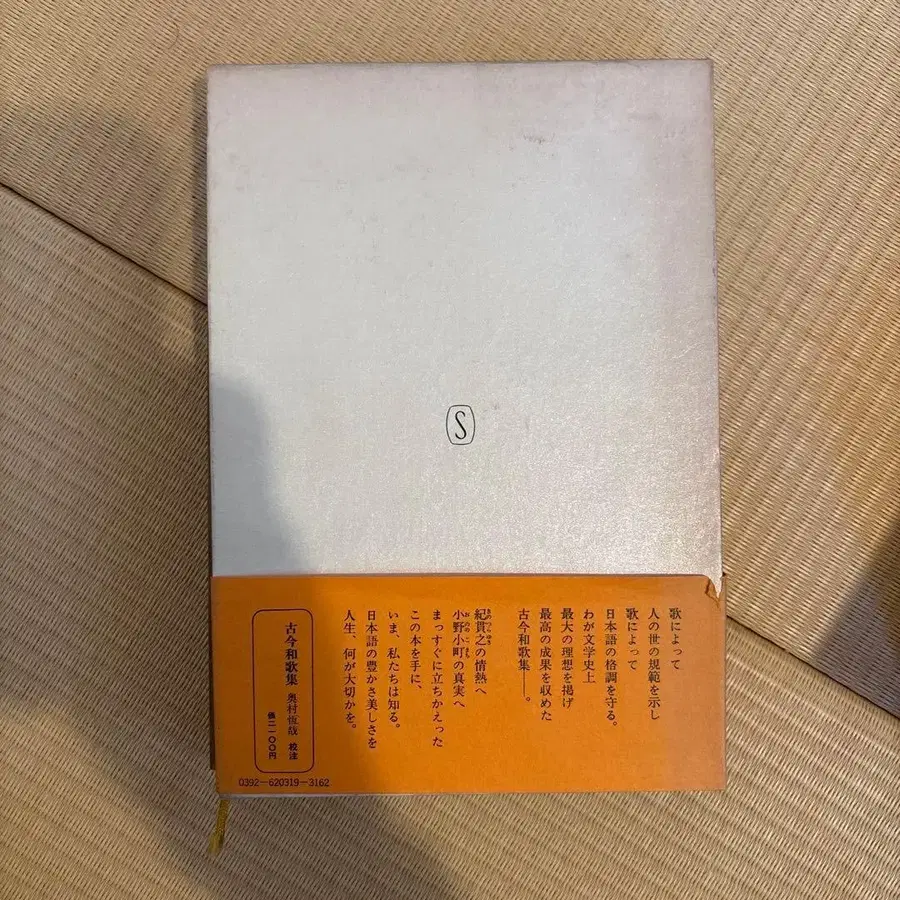 S
歌によって
人の世の規範を示し
歌によって
日本語の格調を守る。
わが文学史上
最大の理想を掲げ
最高の成果を収めた
古今和歌集――。
紀貫之の情熱へ
小野小町の真実へ
まっすぐに立ちかえった
この本を手に、
いま、私たちは知る。
日本語の豊かさ美しさを
人生、何が大切かを。
古今和歌集 奥村恆哉 校注
価二一〇〇円
0392-620319-3162